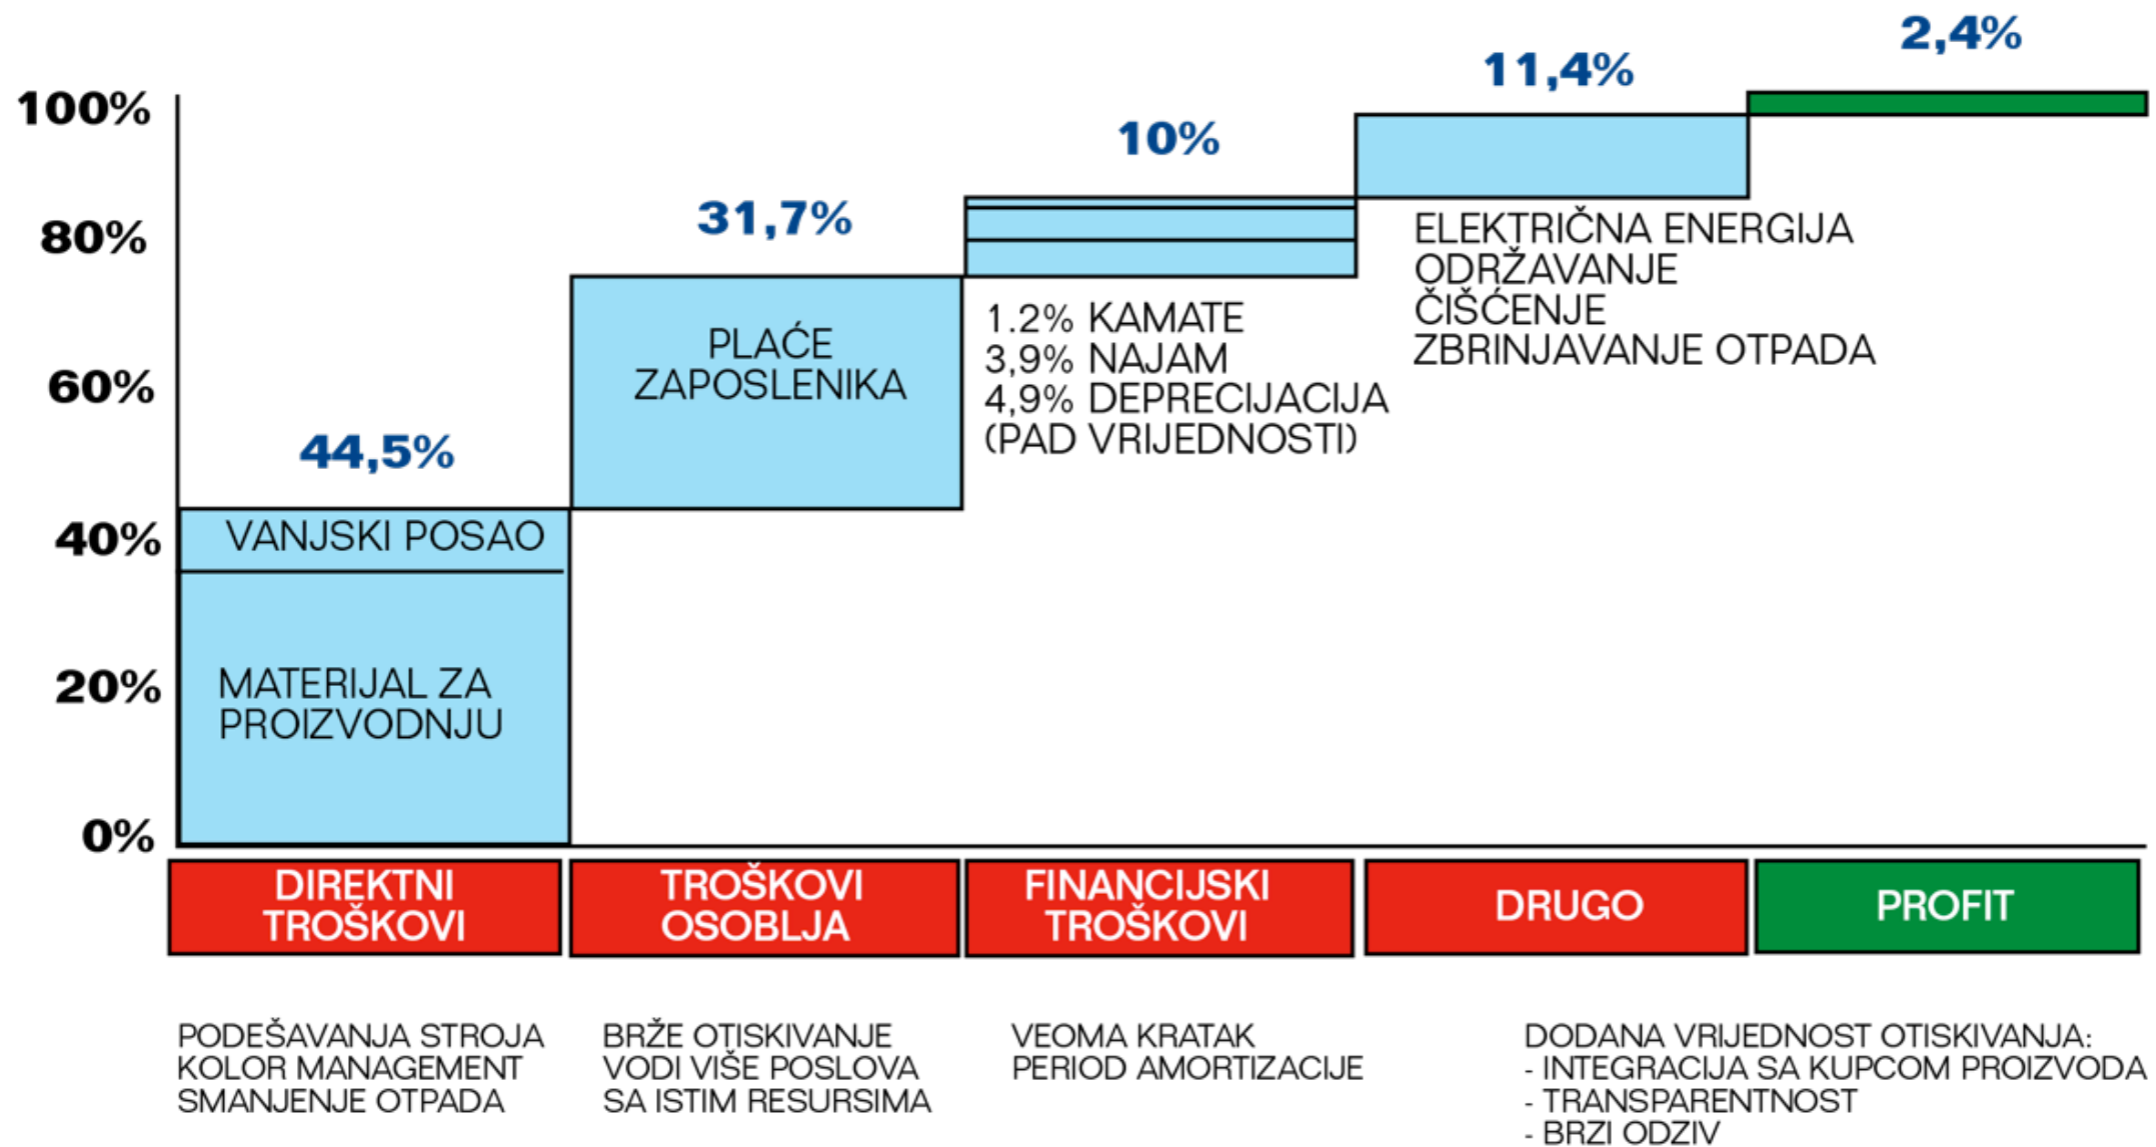 2,4%
11,4%
100%
10%
31,7%
80%
ELEKTRIČNA ENERGIJA
ODRŽAVANJE
ČIŠĆENJE
ZBRINJAVANJE OTPADA
1.2% KAMATE
3,9% NAJAM
4,9% DEPRECIJACIJA
(PAD VRIJEDNOSTI)
PLAĆE
ZAPOSLENIKA
60%
44,5%
40%
VANJSKI POSAO
20%
MATERIJAL ZA
PROIZVODNJU
0%
DIREKTNI
TROŠKOVI
TROŠKOVI
OSOBLJA
FINANCIJSKI
TROŠKOVI
DRUGO
PROFIT
PODEŠAVANJA STROJA
KOLOR MANAGEMENT
SMANJENJE OTPADA
BRŽE OTISKIVANJE
VODI VIŠE POSLOVA
SA ISTIM RESURSIMA
VEOMA KRATAK
PERIOD AMORTIZACIJE
DODANA VRIJEDNOST OTISKIVANJA:
- INTEGRACIJA SA KUPCOM PROIZVODA
- TRANSPARENTNOST
- BRZI ODZIV